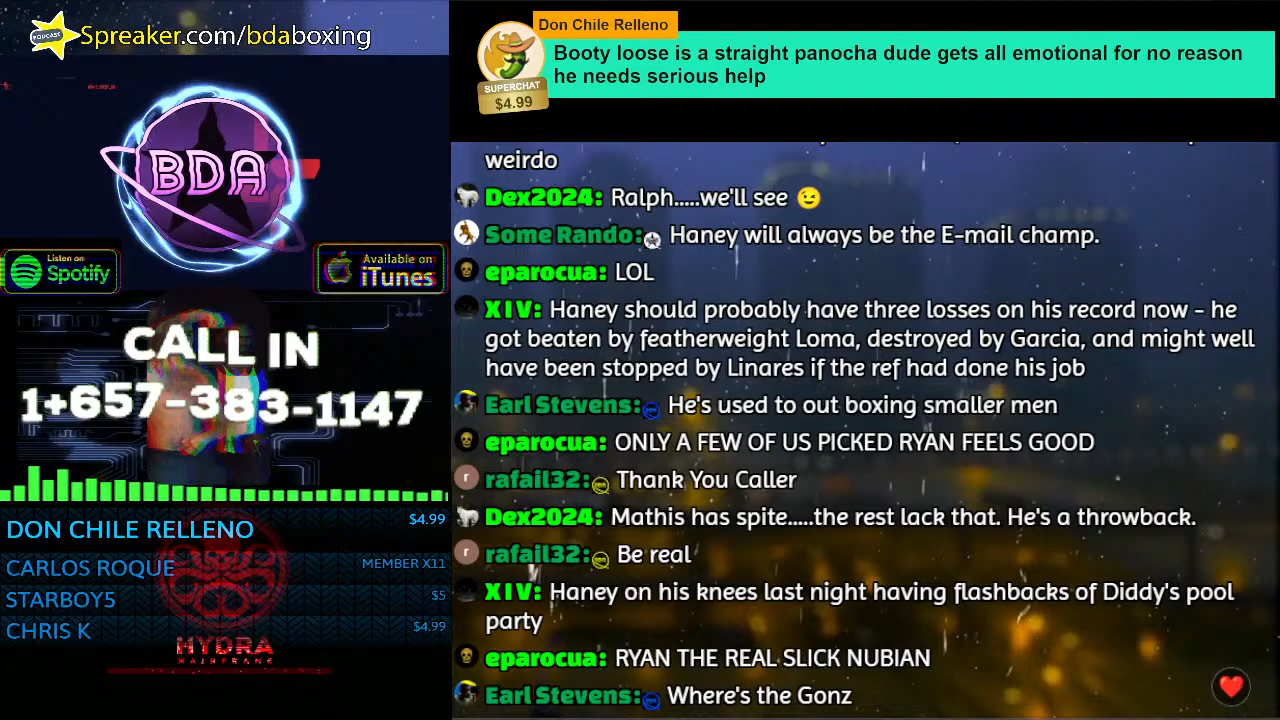 PODCAST
Spreaker.com/bdaboxing
BDA
Listen on
Spotify
Available on
iTunes
CALL IN
1+657-383-1147
DON CHILE RELLENO $4.99
CARLOS ROQUE MEMBER X11
STARBOY5 $5
CHRIS K $4.99
HYDRA
MAINFRAME
Don Chile Relleno
SUPERCHAT
$4.99
Booty loose is a straight panocha dude gets all emotional for no reason
he needs serious help
weirdo
Dex2024: Ralph.....we'll see 😉
Some Rando: Haney will always be the E-mail champ.
eparocua: LOL
XIV: Haney should probably have three losses on his record now - he
got beaten by featherweight Loma, destroyed by Garcia, and might well
have been stopped by Linares if the ref had done his job
Earl Stevens: He's used to out boxing smaller men
eparocua: ONLY A FEW OF US PICKED RYAN FEELS GOOD
r rafail32: Thank You Caller
Dex2024: Mathis has spite.....the rest lack that. He's a throwback.
r rafail32: Be real
XIV: Haney on his knees last night having flashbacks of Diddy's pool
party
eparocua: RYAN THE REAL SLICK NUBIAN
Earl Stevens: Where's the Gonz